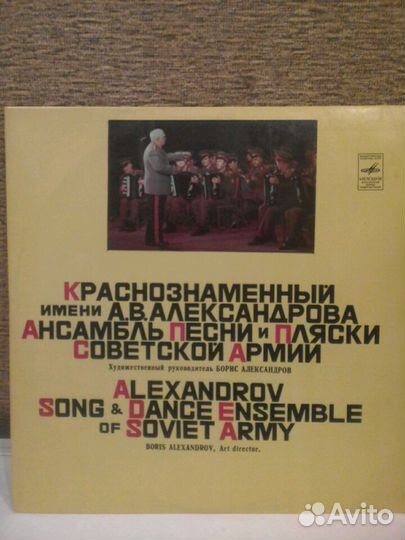 КРАСНОЗНАМЕННЫЙ
ИМЕНИ А.В.АЛЕКСАНДРОВА
АНСАМБЛЬ ПЕСНИ И ПЛЯСКИ
СОВЕТСКОЙ АРМИИ
Художественный руководитель БОРИС АЛЕКСАНДРОВ
ALEXANDROV
SONG & DANCE ENSEMBLE
OF SOVIET ARMY
BORIS ALEXANDROV, Art director.
Avito